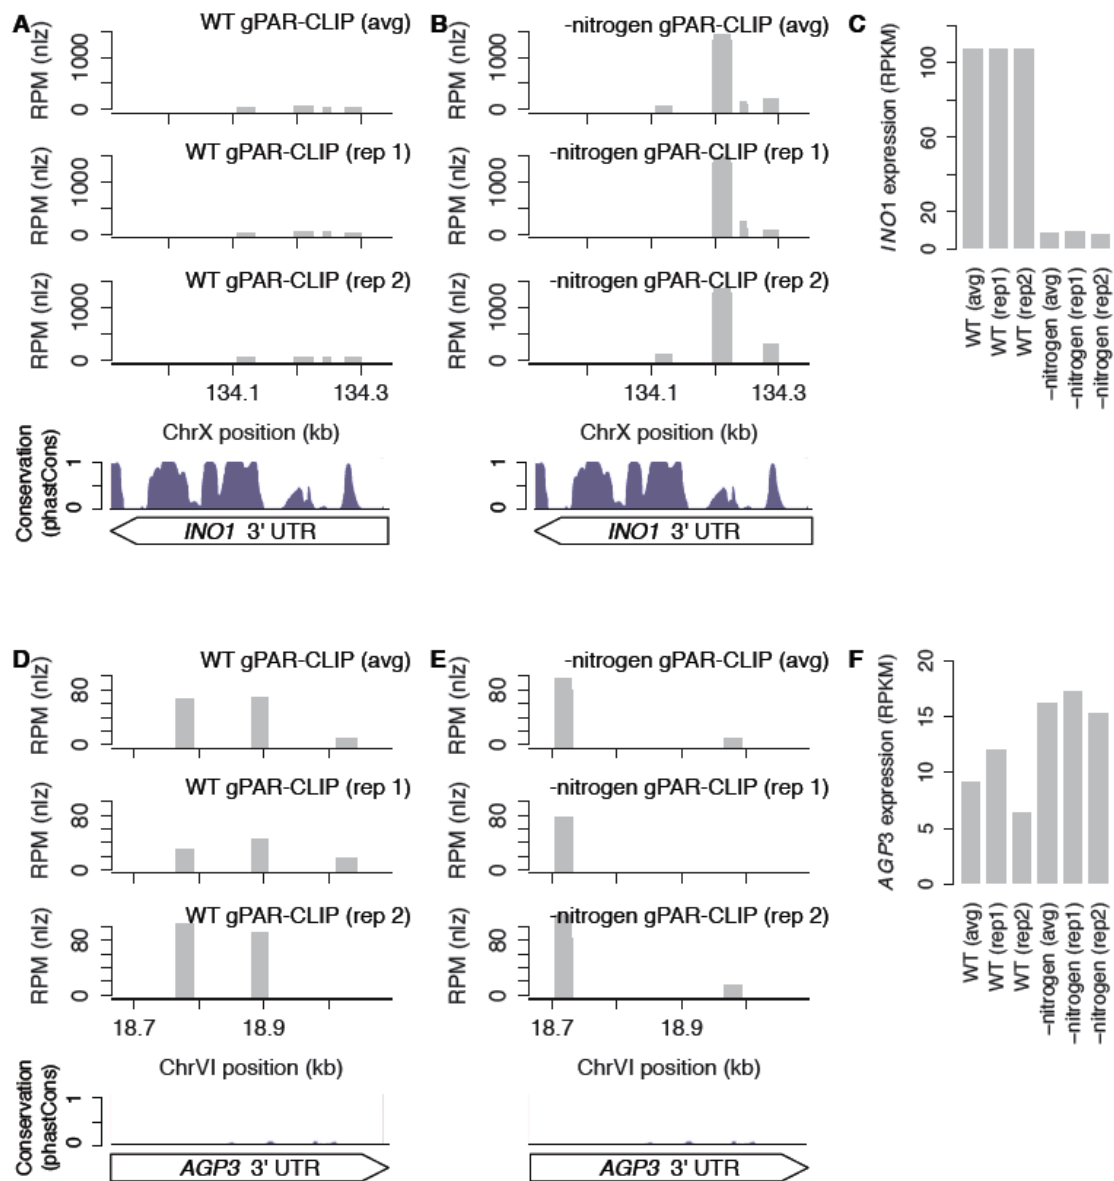 A
WT gPAR-CLIP (avg)
RPM (nlz)
1000
0
WT gPAR-CLIP (rep 1)
RPM (nlz)
1000
0
WT gPAR-CLIP (rep 2)
RPM (nlz)
1000
0
134.1 134.3
ChrX position (kb)
Conservation
(phastCons)
1
0
INO1 3' UTR
B
-nitrogen gPAR-CLIP (avg)
RPM (nlz)
1000
0
-nitrogen gPAR-CLIP (rep 1)
RPM (nlz)
1000
0
-nitrogen gPAR-CLIP (rep 2)
RPM (nlz)
1000
0
134.1 134.3
ChrX position (kb)
1
0
INO1 3' UTR
C
INO1 expression (RPKM)
100
60
20
0
WT (avg)
WT (rep1)
WT (rep2)
−nitrogen (avg)
−nitrogen (rep1)
−nitrogen (rep2)
D
WT gPAR-CLIP (avg)
RPM (nlz)
80
0
WT gPAR-CLIP (rep 1)
RPM (nlz)
80
0
WT gPAR-CLIP (rep 2)
RPM (nlz)
80
0
18.7 18.9
ChrVI position (kb)
Conservation
(phastCons)
1
0
AGP3 3' UTR
E
-nitrogen gPAR-CLIP (avg)
RPM (nlz)
80
0
-nitrogen gPAR-CLIP (rep 1)
RPM (nlz)
80
0
-nitrogen gPAR-CLIP (rep 2)
RPM (nlz)
80
0
18.7 18.9
ChrVI position (kb)
AGP3 3' UTR
F
AGP3 expression (RPKM)
20
15
10
5
0
WT (avg)
WT (rep1)
WT (rep2)
−nitrogen (avg)
−nitrogen (rep1)
−nitrogen (rep2)